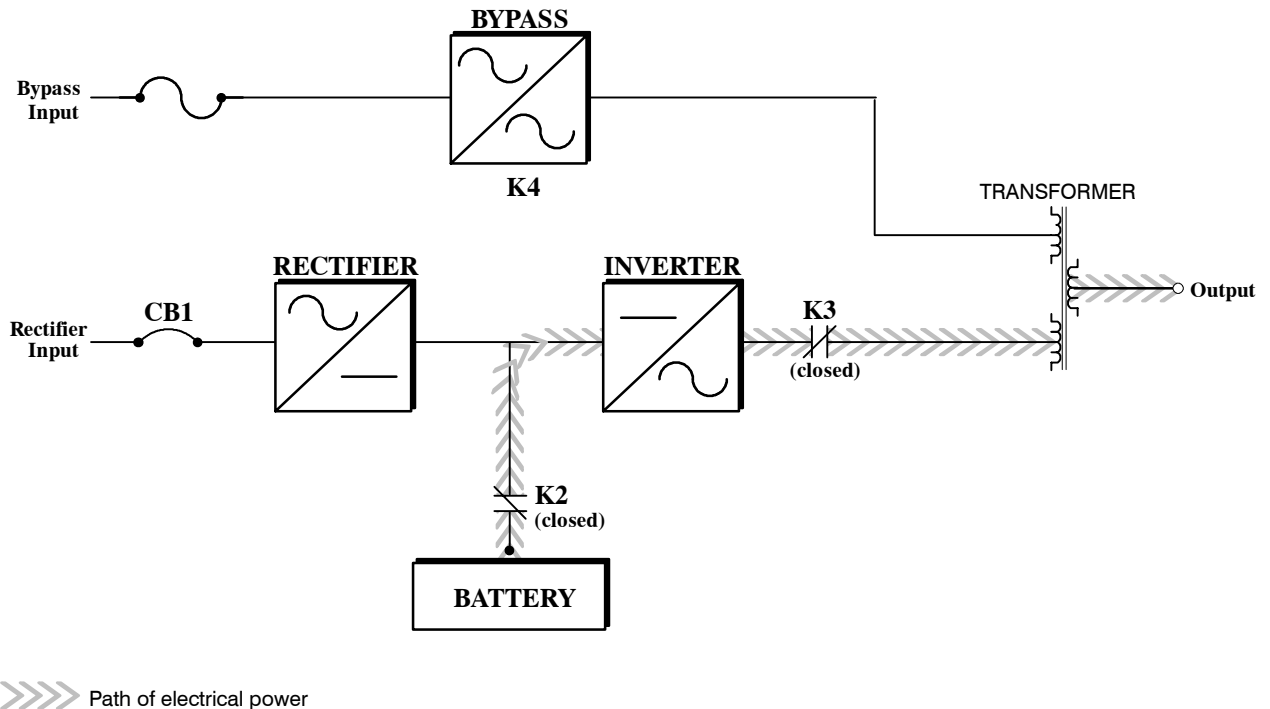 BYPASS
Bypass
Input
K4
TRANSFORMER
RECTIFIER
INVERTER
CB1
K3
Output
Rectifier
Input
(closed)
K2
(closed)
BATTERY
Path of electrical power